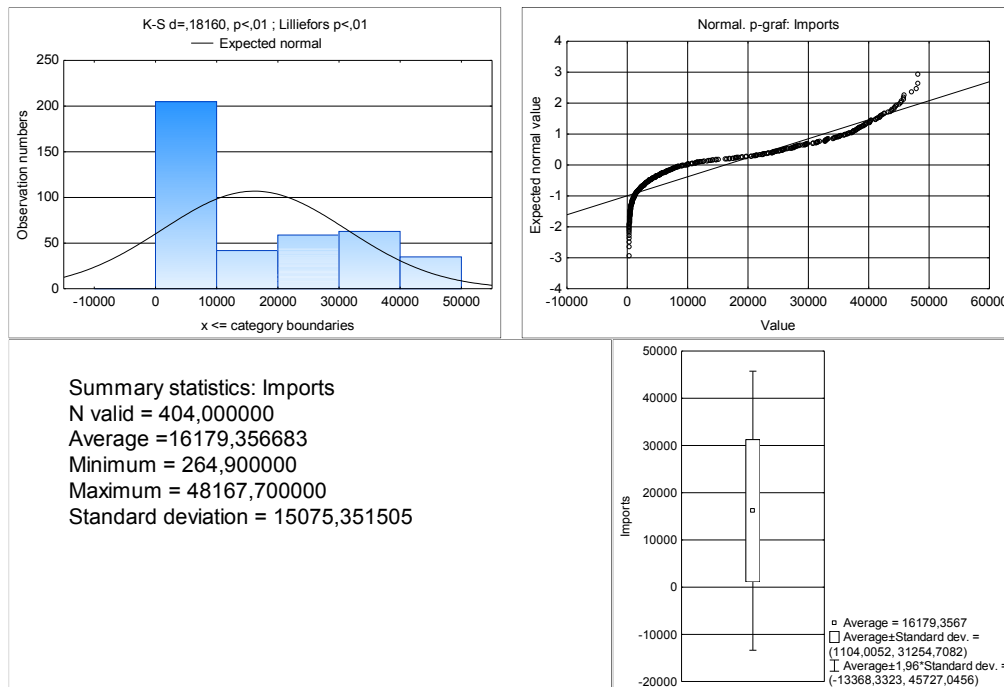 K-S d=,18160, p<,01 ; Lilliefors p<,01
Expected normal
250
200
150
100
50
0
Observation numbers
-10000
0
10000
20000
30000
40000
50000
x <= category boundaries
Normal. p-graf: Imports
4
3
2
1
0
-1
-2
-3
-4
Expected normal value
-10000
0
10000
20000
30000
40000
50000
60000
Value
Summary statistics: Imports
N valid = 404,000000
Average =16179,356683
Minimum = 264,900000
Maximum = 48167,700000
Standard deviation = 15075,351505
50000
40000
30000
20000
10000
0
-10000
-20000
Imports
Average = 16179,3567
Average±Standard dev. =
(1104,0052, 31254,7082)
Average±1,96*Standard dev. =
(-13368,3323, 45727,0456)